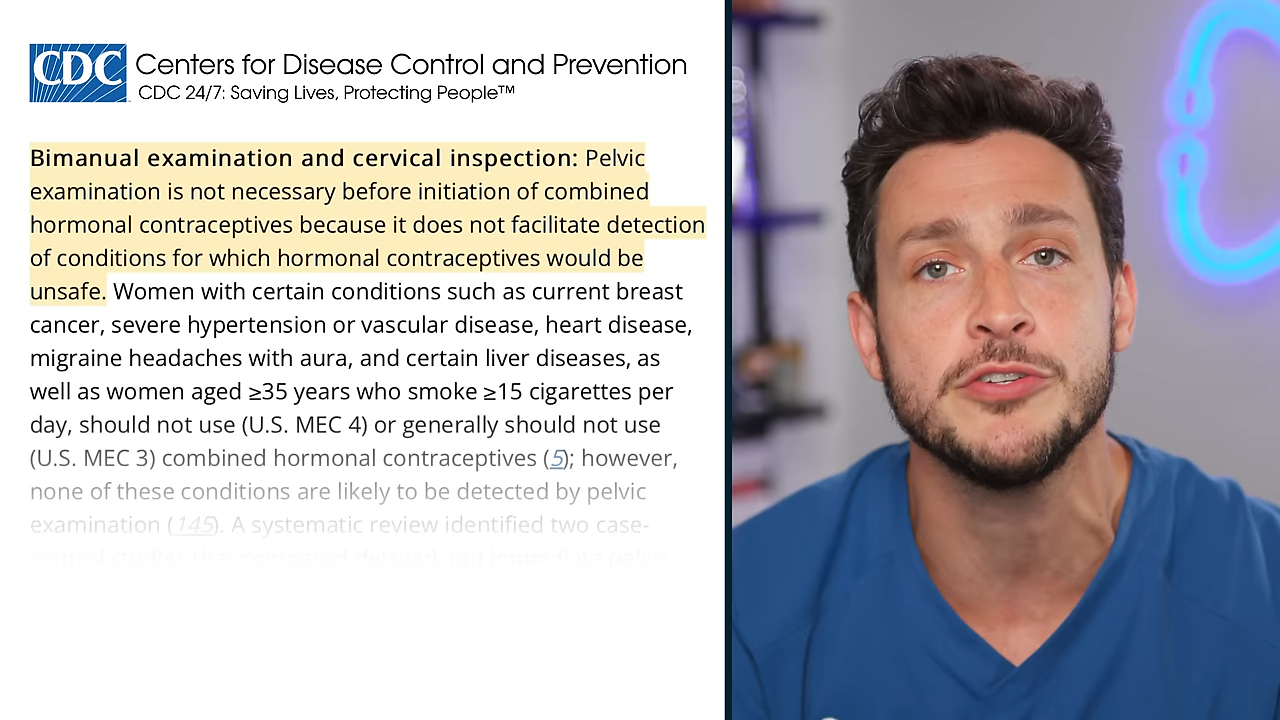 CDC Centers for Disease Control and Prevention
CDC 24/7: Saving Lives, Protecting People™
Bimanual examination and cervical inspection: Pelvic
examination is not necessary before initiation of combined
hormonal contraceptives because it does not facilitate detection
of conditions for which hormonal contraceptives would be
unsafe. Women with certain conditions such as current breast
cancer, severe hypertension or vascular disease, heart disease,
migraine headaches with aura, and certain liver diseases, as
well as women aged ≥35 years who smoke ≥15 cigarettes per
day, should not use (U.S. MEC 4) or generally should not use
(U.S. MEC 3) combined hormonal contraceptives (5); however,
none of these conditions are likely to be detected by pelvic
examination (145). A systematic review identified two case-
control studies that compared delayed